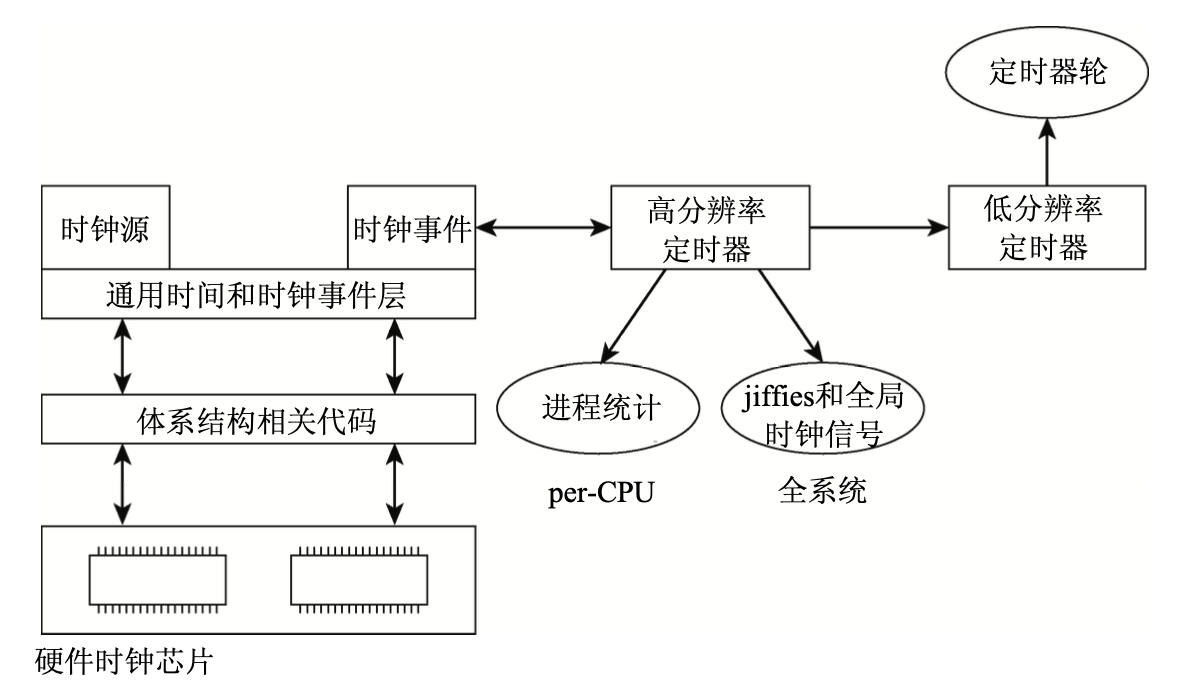 定时器轮
时钟源
时钟事件
高分辨率
定时器
低分辨率
定时器
通用时间和时钟事件层
体系结构相关代码
进程统计
jiffies和全局
时钟信号
per-CPU
全系统
硬件时钟芯片